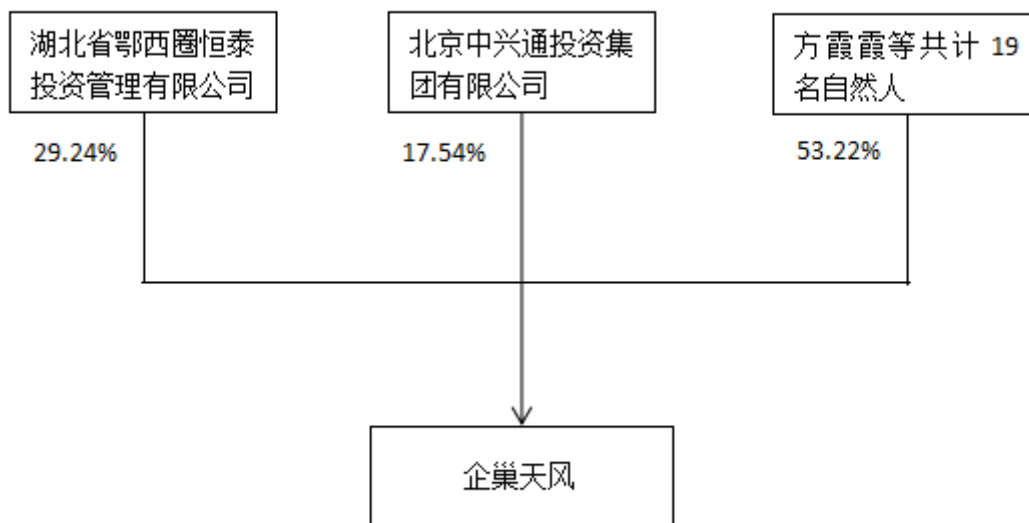 湖北省鄂西圈恒泰
投资管理有限公司
29.24%
北京中兴通投资集
团有限公司
17.54%
方霞霞等共计 19
名自然人
53.22%
企巢天风